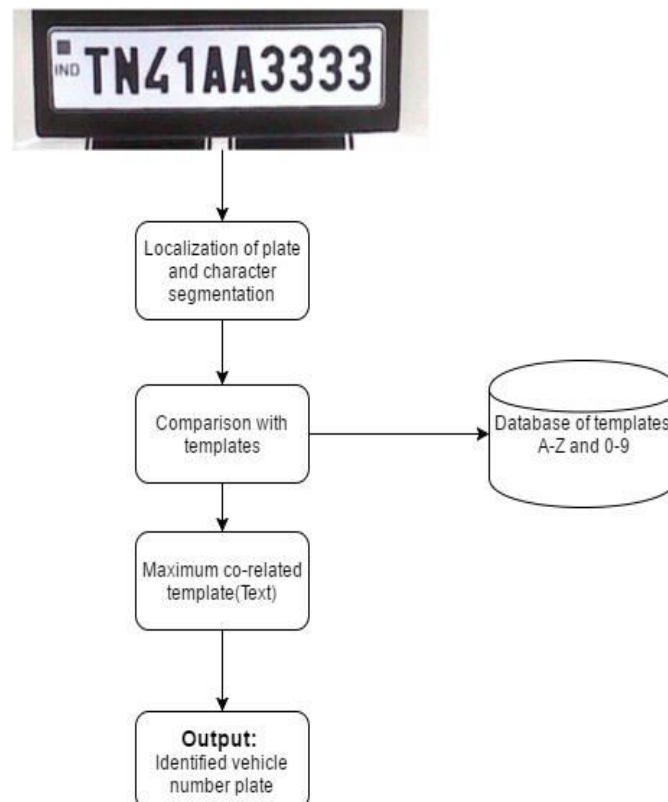 IND TN41AA3333
Localization of plate
and character
segmentation
Comparison with
templates
Database of templates
A-Z and 0-9
Maximum co-related
template(Text)
Output:
Identified vehicle
number plate